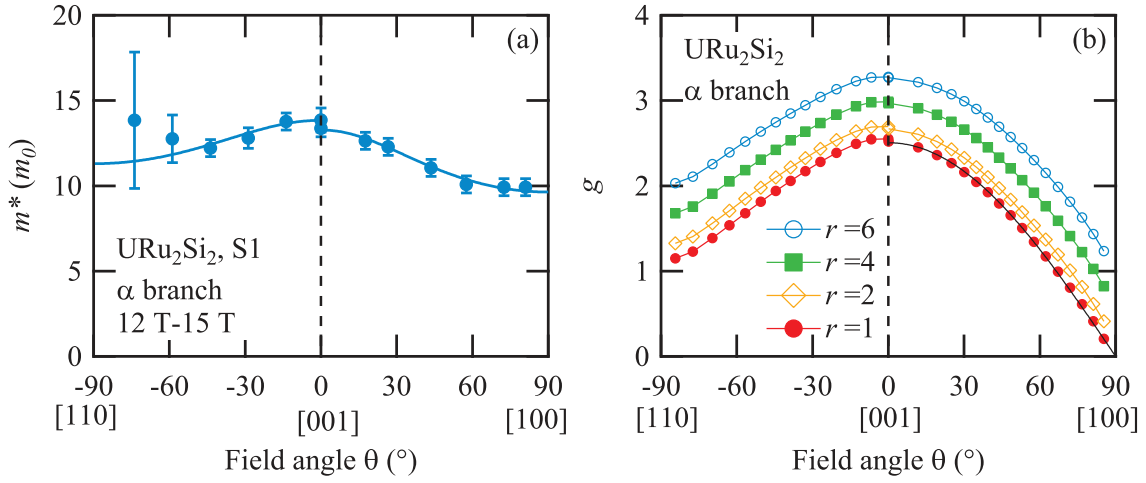 (a)
20
15
10
5
0
m* (m0)
URu2Si2, S1
α branch
12 T-15 T
-90 -60 -30 0 30 60 90
[110] [001] [100]
Field angle θ (°)
(b)
4
3
2
1
0
g
URu2Si2
α branch
r =6
r =4
r =2
r =1
-90 -60 -30 0 30 60 90
[110] [001] [100]
Field angle θ (°)